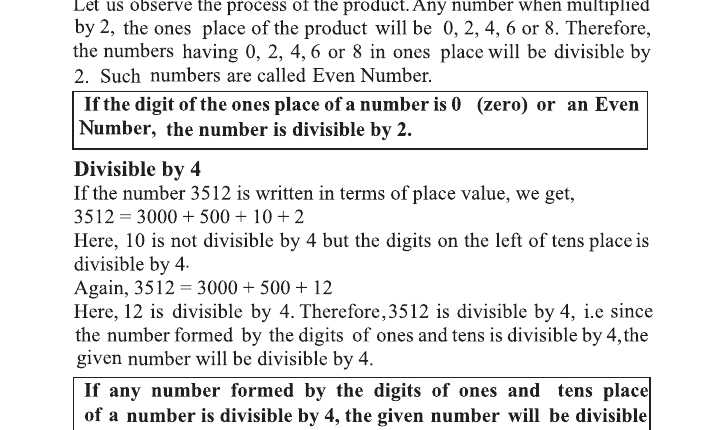 Let us observe the process of the product. Any number when multiplied
by 2, the ones place of the product will be 0, 2, 4, 6 or 8. Therefore,
the numbers having 0, 2, 4, 6 or 8 in ones place will be divisible by
2. Such numbers are called Even Number.
If the digit of the ones place of a number is 0 (zero) or an Even
Number, the number is divisible by 2.
Divisible by 4
If the number 3512 is written in terms of place value, we get,
3512 = 3000 + 500 + 10 + 2
Here, 10 is not divisible by 4 but the digits on the left of tens place is
divisible by 4.
Again, 3512 = 3000 + 500 + 12
Here, 12 is divisible by 4. Therefore, 3512 is divisible by 4, i.e since
the number formed by the digits of ones and tens is divisible by 4, the
given number will be divisible by 4.
If any number formed by the digits of ones and tens place
of a number is divisible by 4, the given number will be divisible